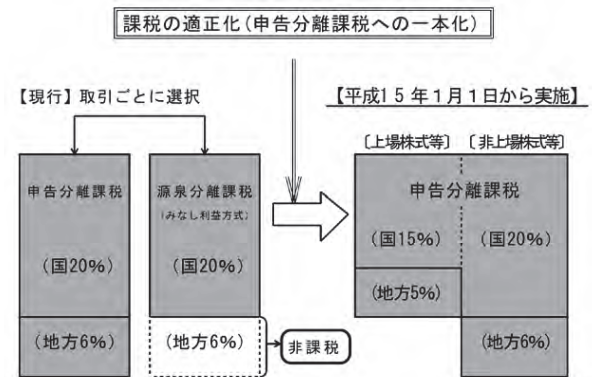 課税の適正化(申告分離課税への一本化)
【現行】取引ごとに選択
申告分離課税
(国20%)
(地方6%)
源泉分離課税
(みなし利益方式)
(国20%)
(地方6%)
非課税
【平成15年1月1日から実施】
〔上場株式等〕 〔非上場株式等〕
申告分離課税
(国15%) (国20%)
(地方5%)
(地方6%)